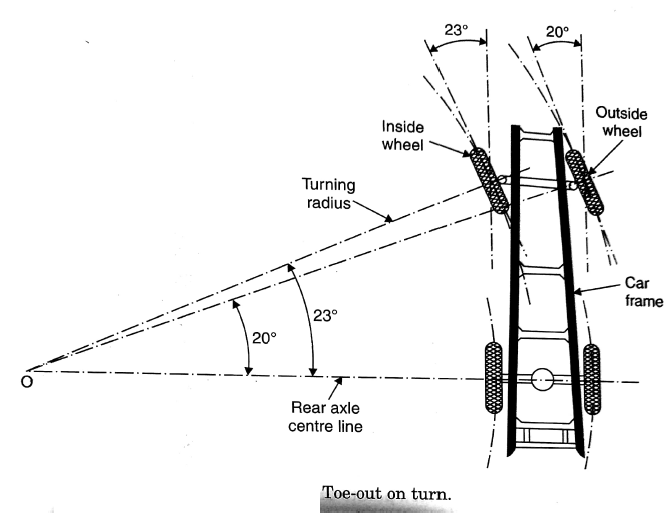 23°
20°
Inside
wheel
Outside
wheel
Turning
radius
Car
frame
23°
20°
O
Rear axle
centre line
Toe-out on turn.